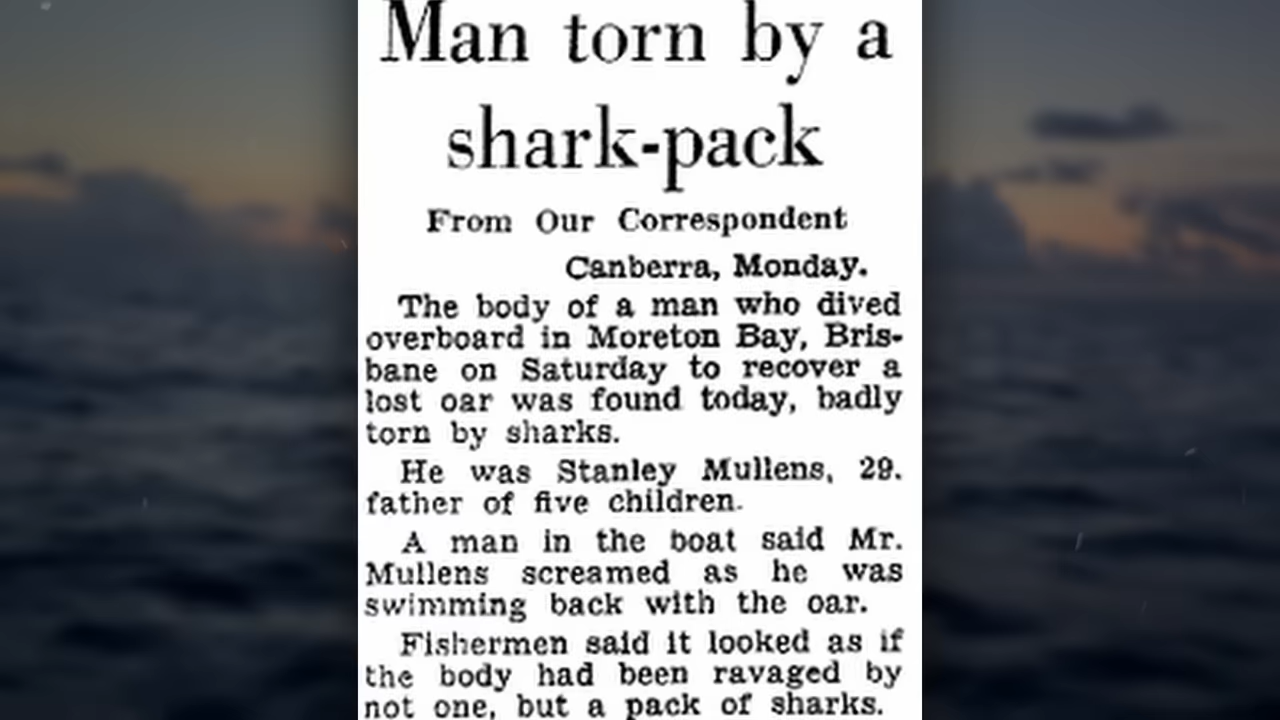 Man torn by a
shark-pack
From Our Correspondent
Canberra, Monday.
The body of a man who dived
overboard in Moreton Bay, Bris-
bane on Saturday to recover a
lost oar was found today, badly
torn by sharks.
He was Stanley Mullens, 29.
father of five children.
A man in the boat said Mr.
Mullens screamed as he was
swimming back with the oar.
Fishermen said it looked as if
the body had been ravaged by
not one, but a pack of sharks.